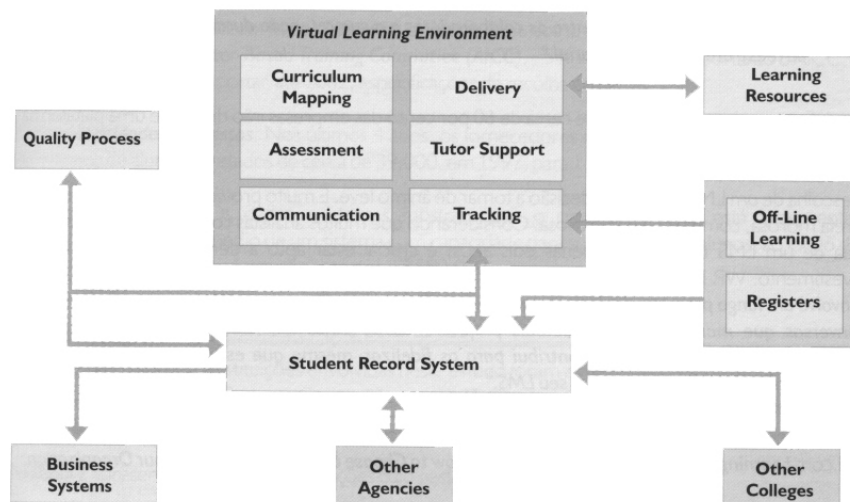 Virtual Learning Environment
Curriculum
Mapping
Delivery
Learning
Resources
Quality Process
Assessment
Tutor Support
Communication
Tracking
Off-Line
Learning
Registers
Student Record System
Business
Systems
Other
Agencies
Other
Colleges